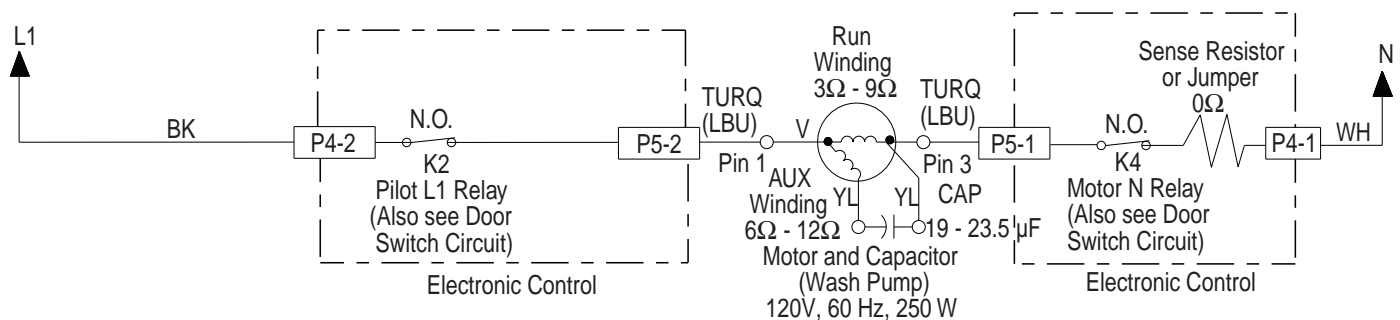 L1
BK
P4-2
N.O.
K2
Pilot L1 Relay
(Also see Door
Switch Circuit)
Electronic Control
P5-2
TURQ
(LBU)
Pin 1
V
Run
Winding
3Ω - 9Ω
AUX
Winding
6Ω - 12Ω
YL
YL
CAP
19 - 23.5 µF
Motor and Capacitor
(Wash Pump)
120V, 60 Hz, 250 W
TURQ
(LBU)
Pin 3
P5-1
N.O.
K4
Motor N Relay
(Also see Door
Switch Circuit)
Sense Resistor
or Jumper
0Ω
P4-1
Electronic Control
WH
N